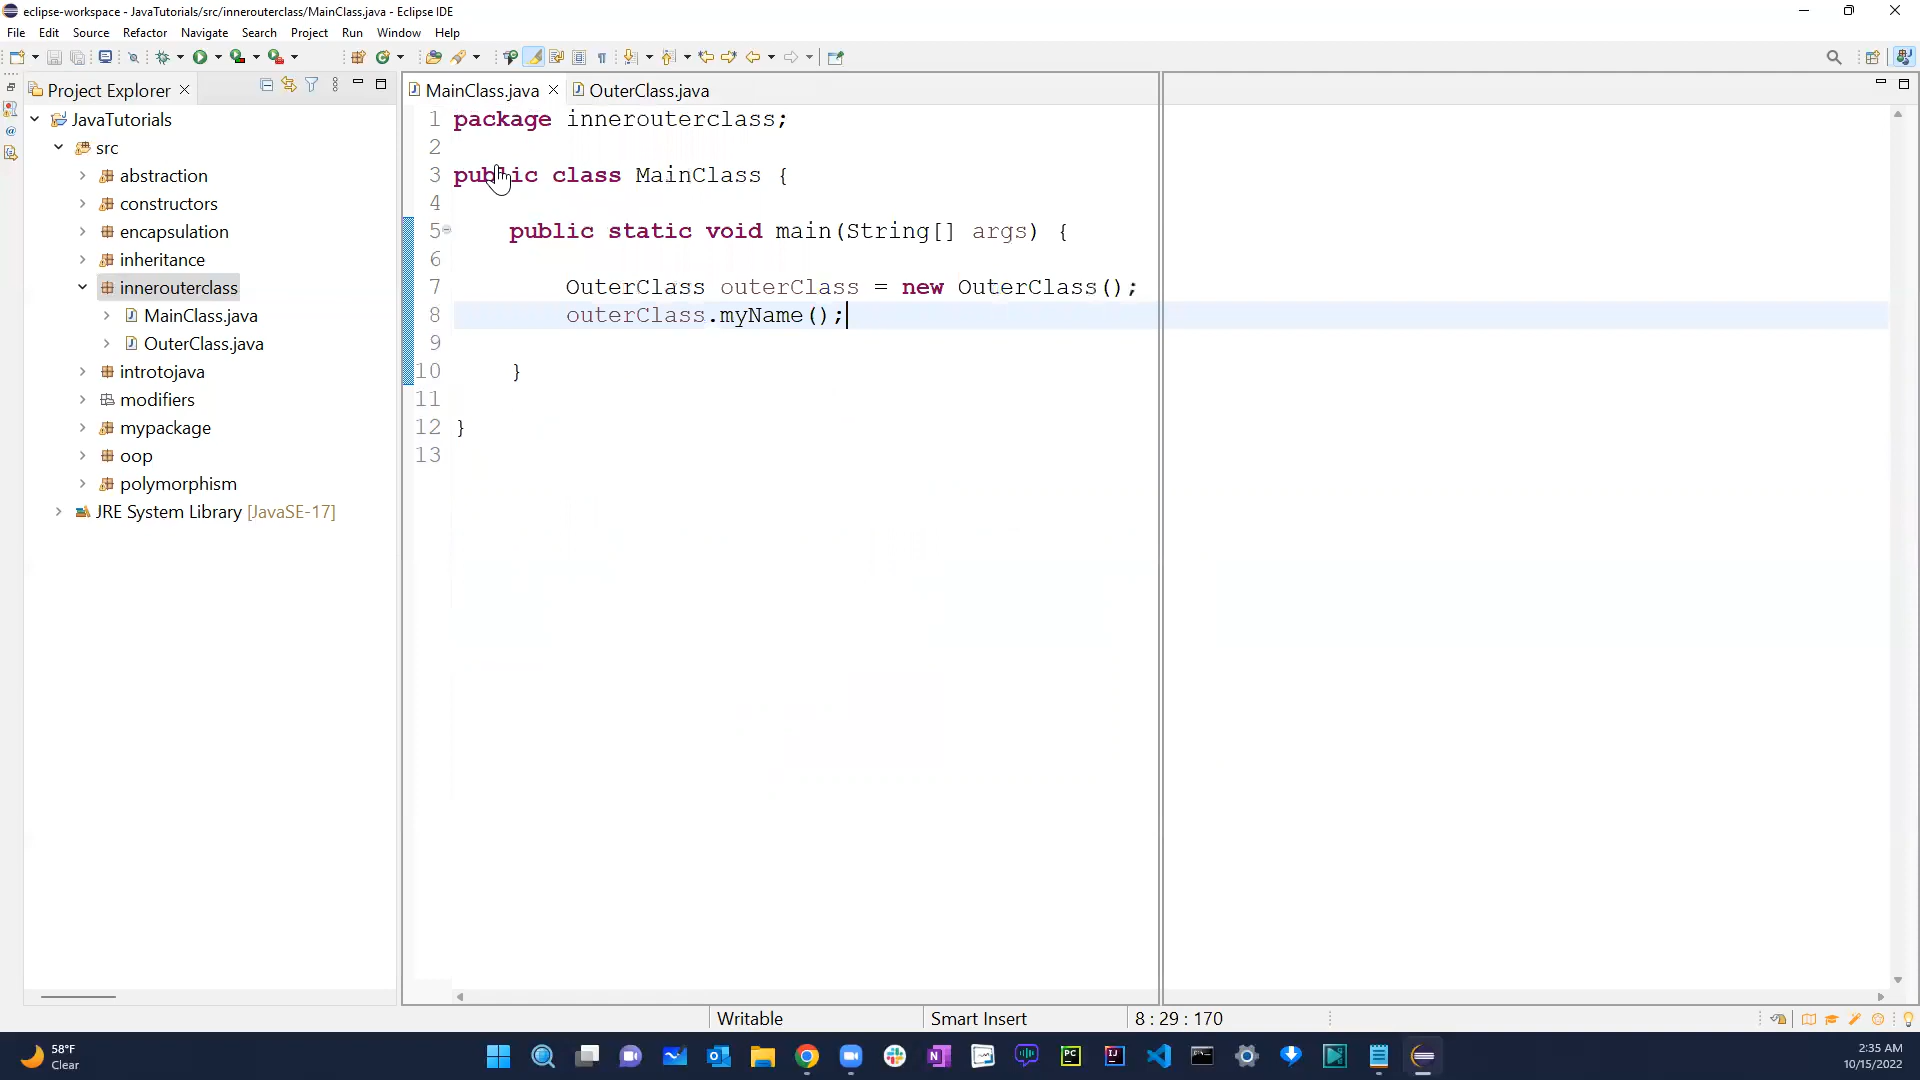 eclipse-workspace - JavaTutorials/src/innerouterclass/MainClass.java - Eclipse IDE
File Edit Source Refactor Navigate Search Project Run Window Help
Project Explorer
JavaTutorials
src
abstraction
constructors
encapsulation
inheritance
innerouterclass
MainClass.java
OuterClass.java
introtojava
modifiers
mypackage
oop
polymorphism
JRE System Library [JavaSE-17]
MainClass.java OuterClass.java
1 package innerouterclass;
2
3 public class MainClass {
4
5 public static void main(String[] args) {
6
7 OuterClass outerClass = new OuterClass();
8 outerClass.myName();
9
10 }
11
12 }
13
Writable Smart Insert 8 : 29 : 170
58°F
Clear
PC
IJ
2:35 AM
10/15/2022